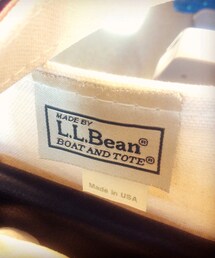 MADE BY
L.L.Bean®
BOAT AND TOTE®
Made in USA